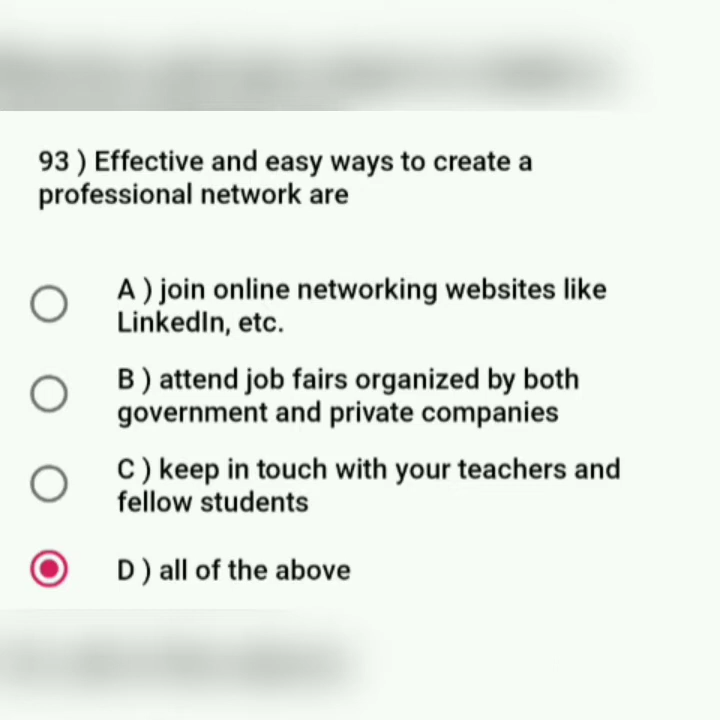 93 ) Effective and easy ways to create a
professional network are
A ) join online networking websites like
LinkedIn, etc.
B ) attend job fairs organized by both
government and private companies
C ) keep in touch with your teachers and
fellow students
D ) all of the above